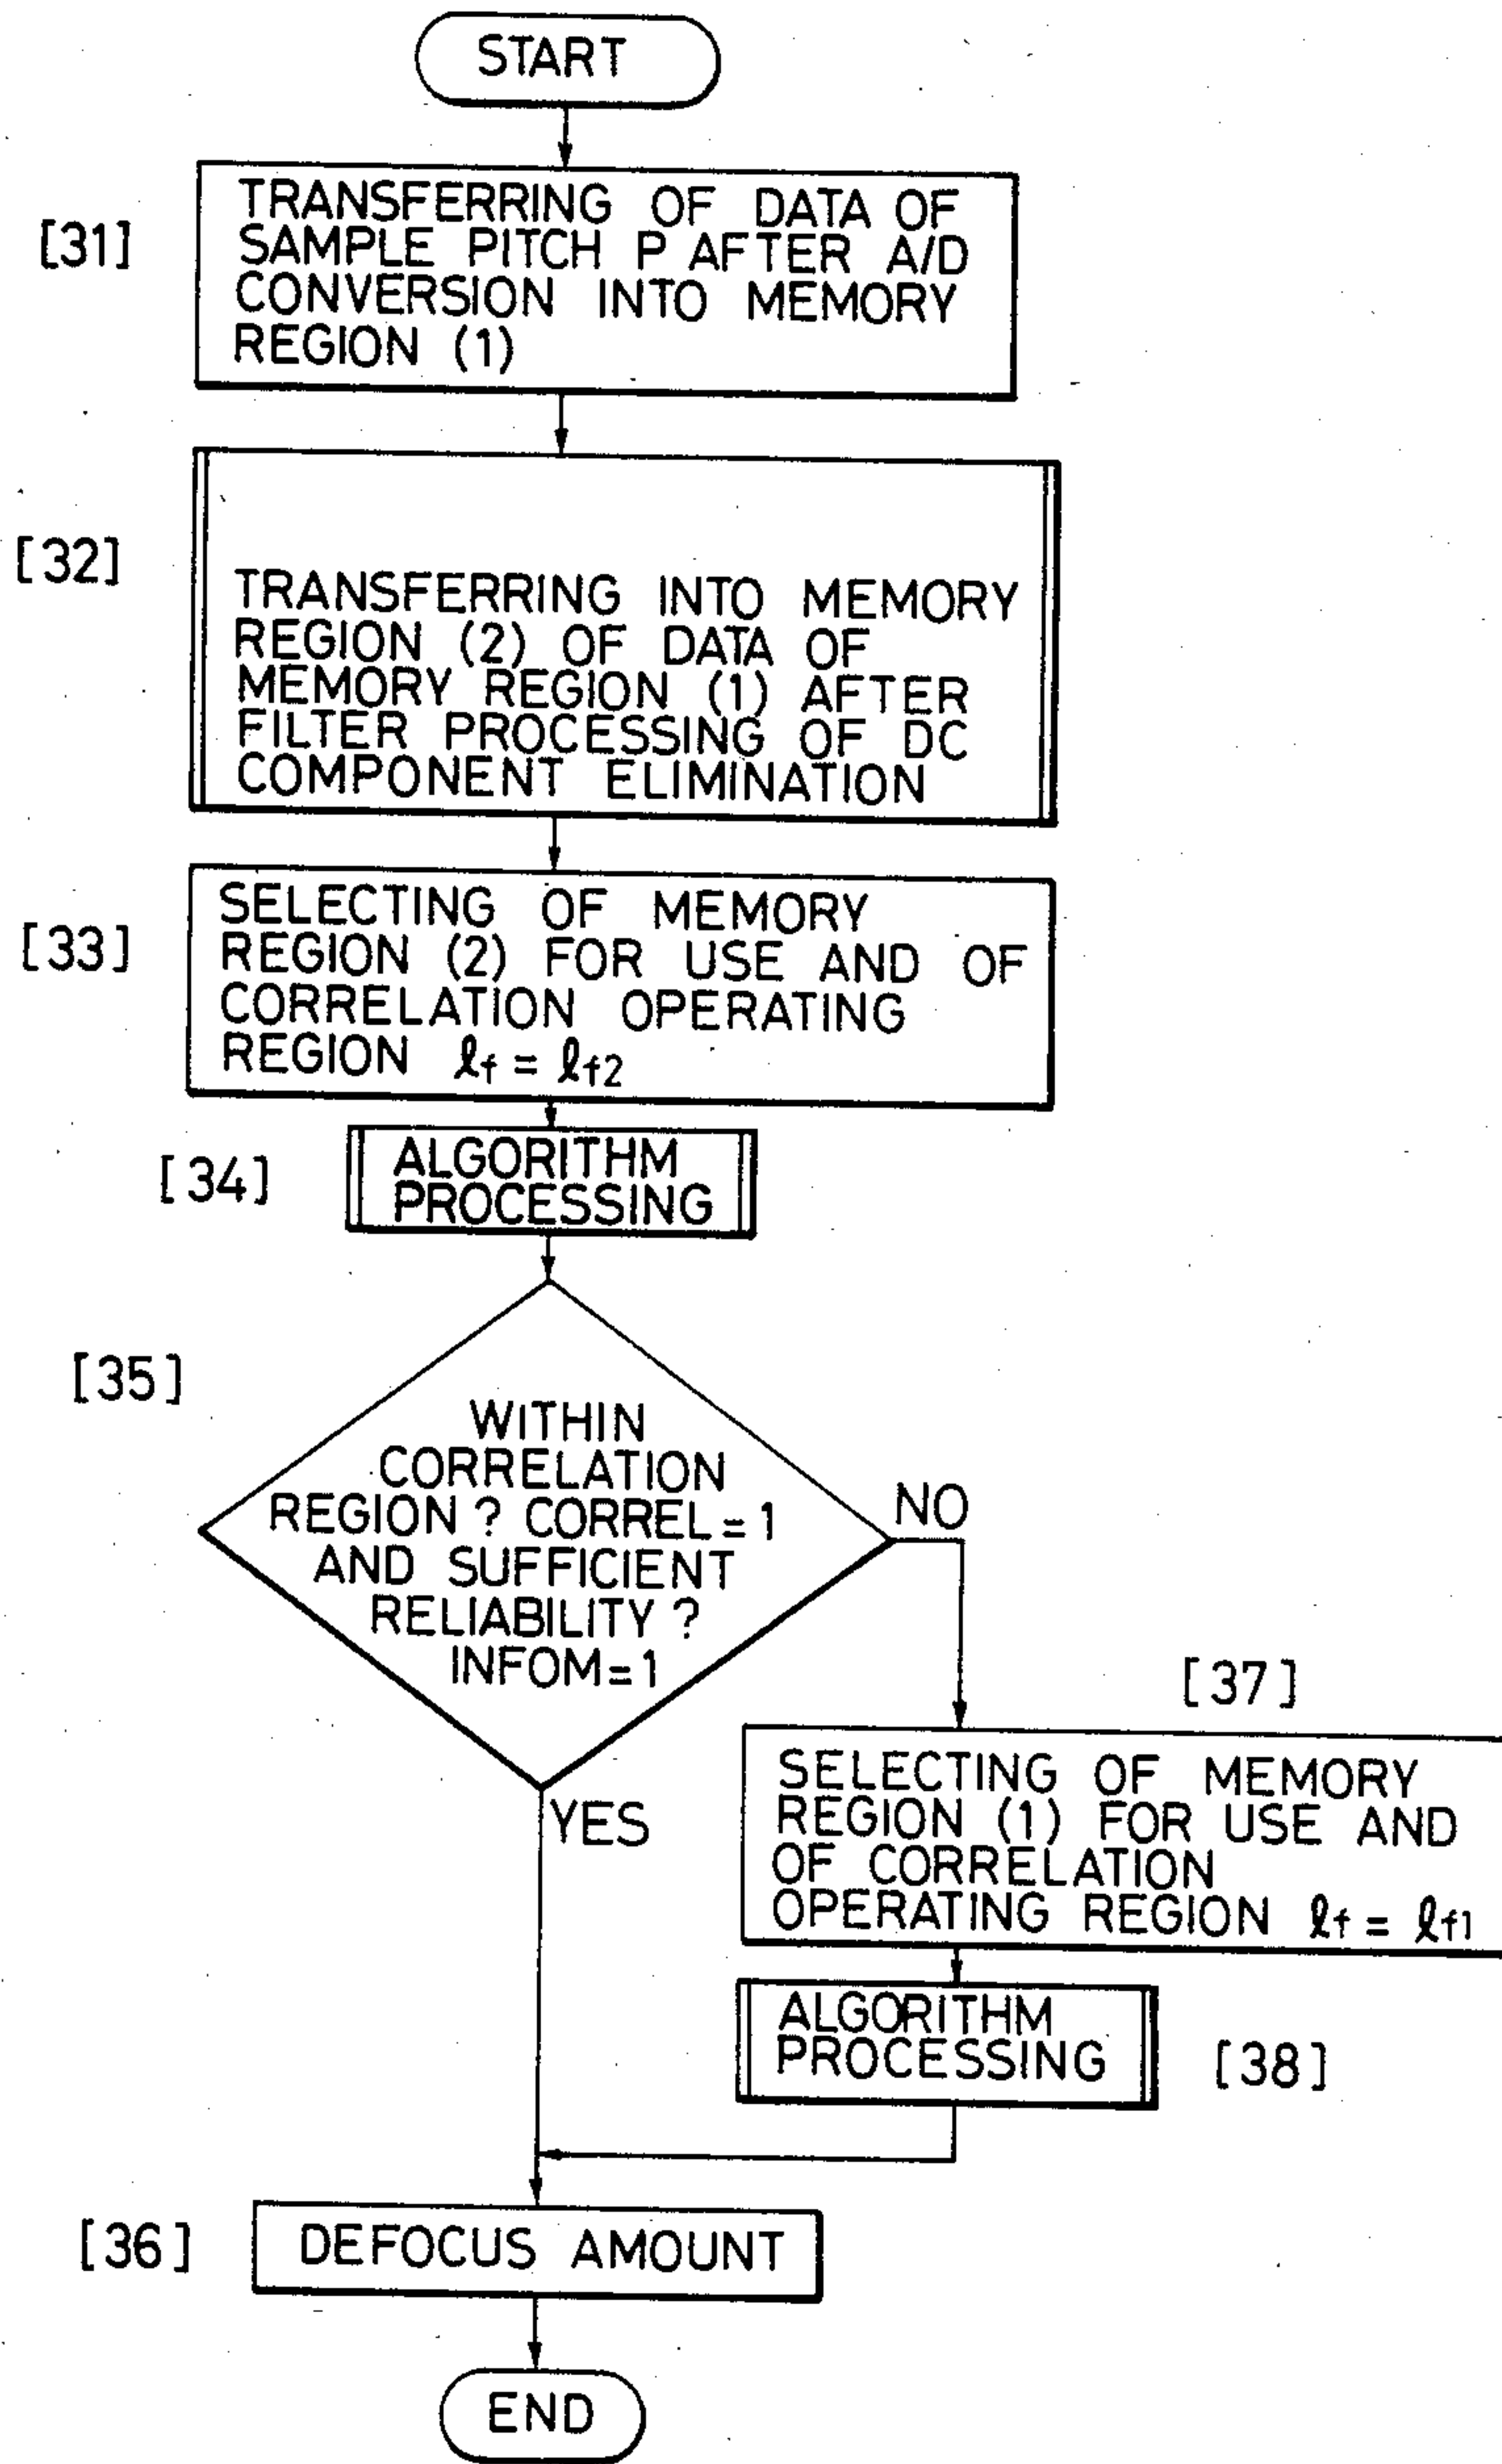 START
[31]
TRANSFERRING OF DATA OF
SAMPLE PITCH P AFTER A/D
CONVERSION INTO MEMORY
REGION (1)
[32]
TRANSFERRING INTO MEMORY
REGION (2) OF DATA OF
MEMORY REGION (1) AFTER
FILTER PROCESSING OF DC
COMPONENT ELIMINATION
[33]
SELECTING OF MEMORY
REGION (2) FOR USE AND OF
CORRELATION OPERATING
REGION ℓf = ℓf2
[34]
ALGORITHM
PROCESSING
[35]
WITHIN
CORRELATION
REGION ? CORREL=1
AND SUFFICIENT
RELIABILITY ?
INFOM=1
NO
YES
[37]
SELECTING OF MEMORY
REGION (1) FOR USE AND
OF CORRELATION
OPERATING REGION ℓf = ℓf1
ALGORITHM
PROCESSING
[38]
[36]
DEFOCUS AMOUNT
END